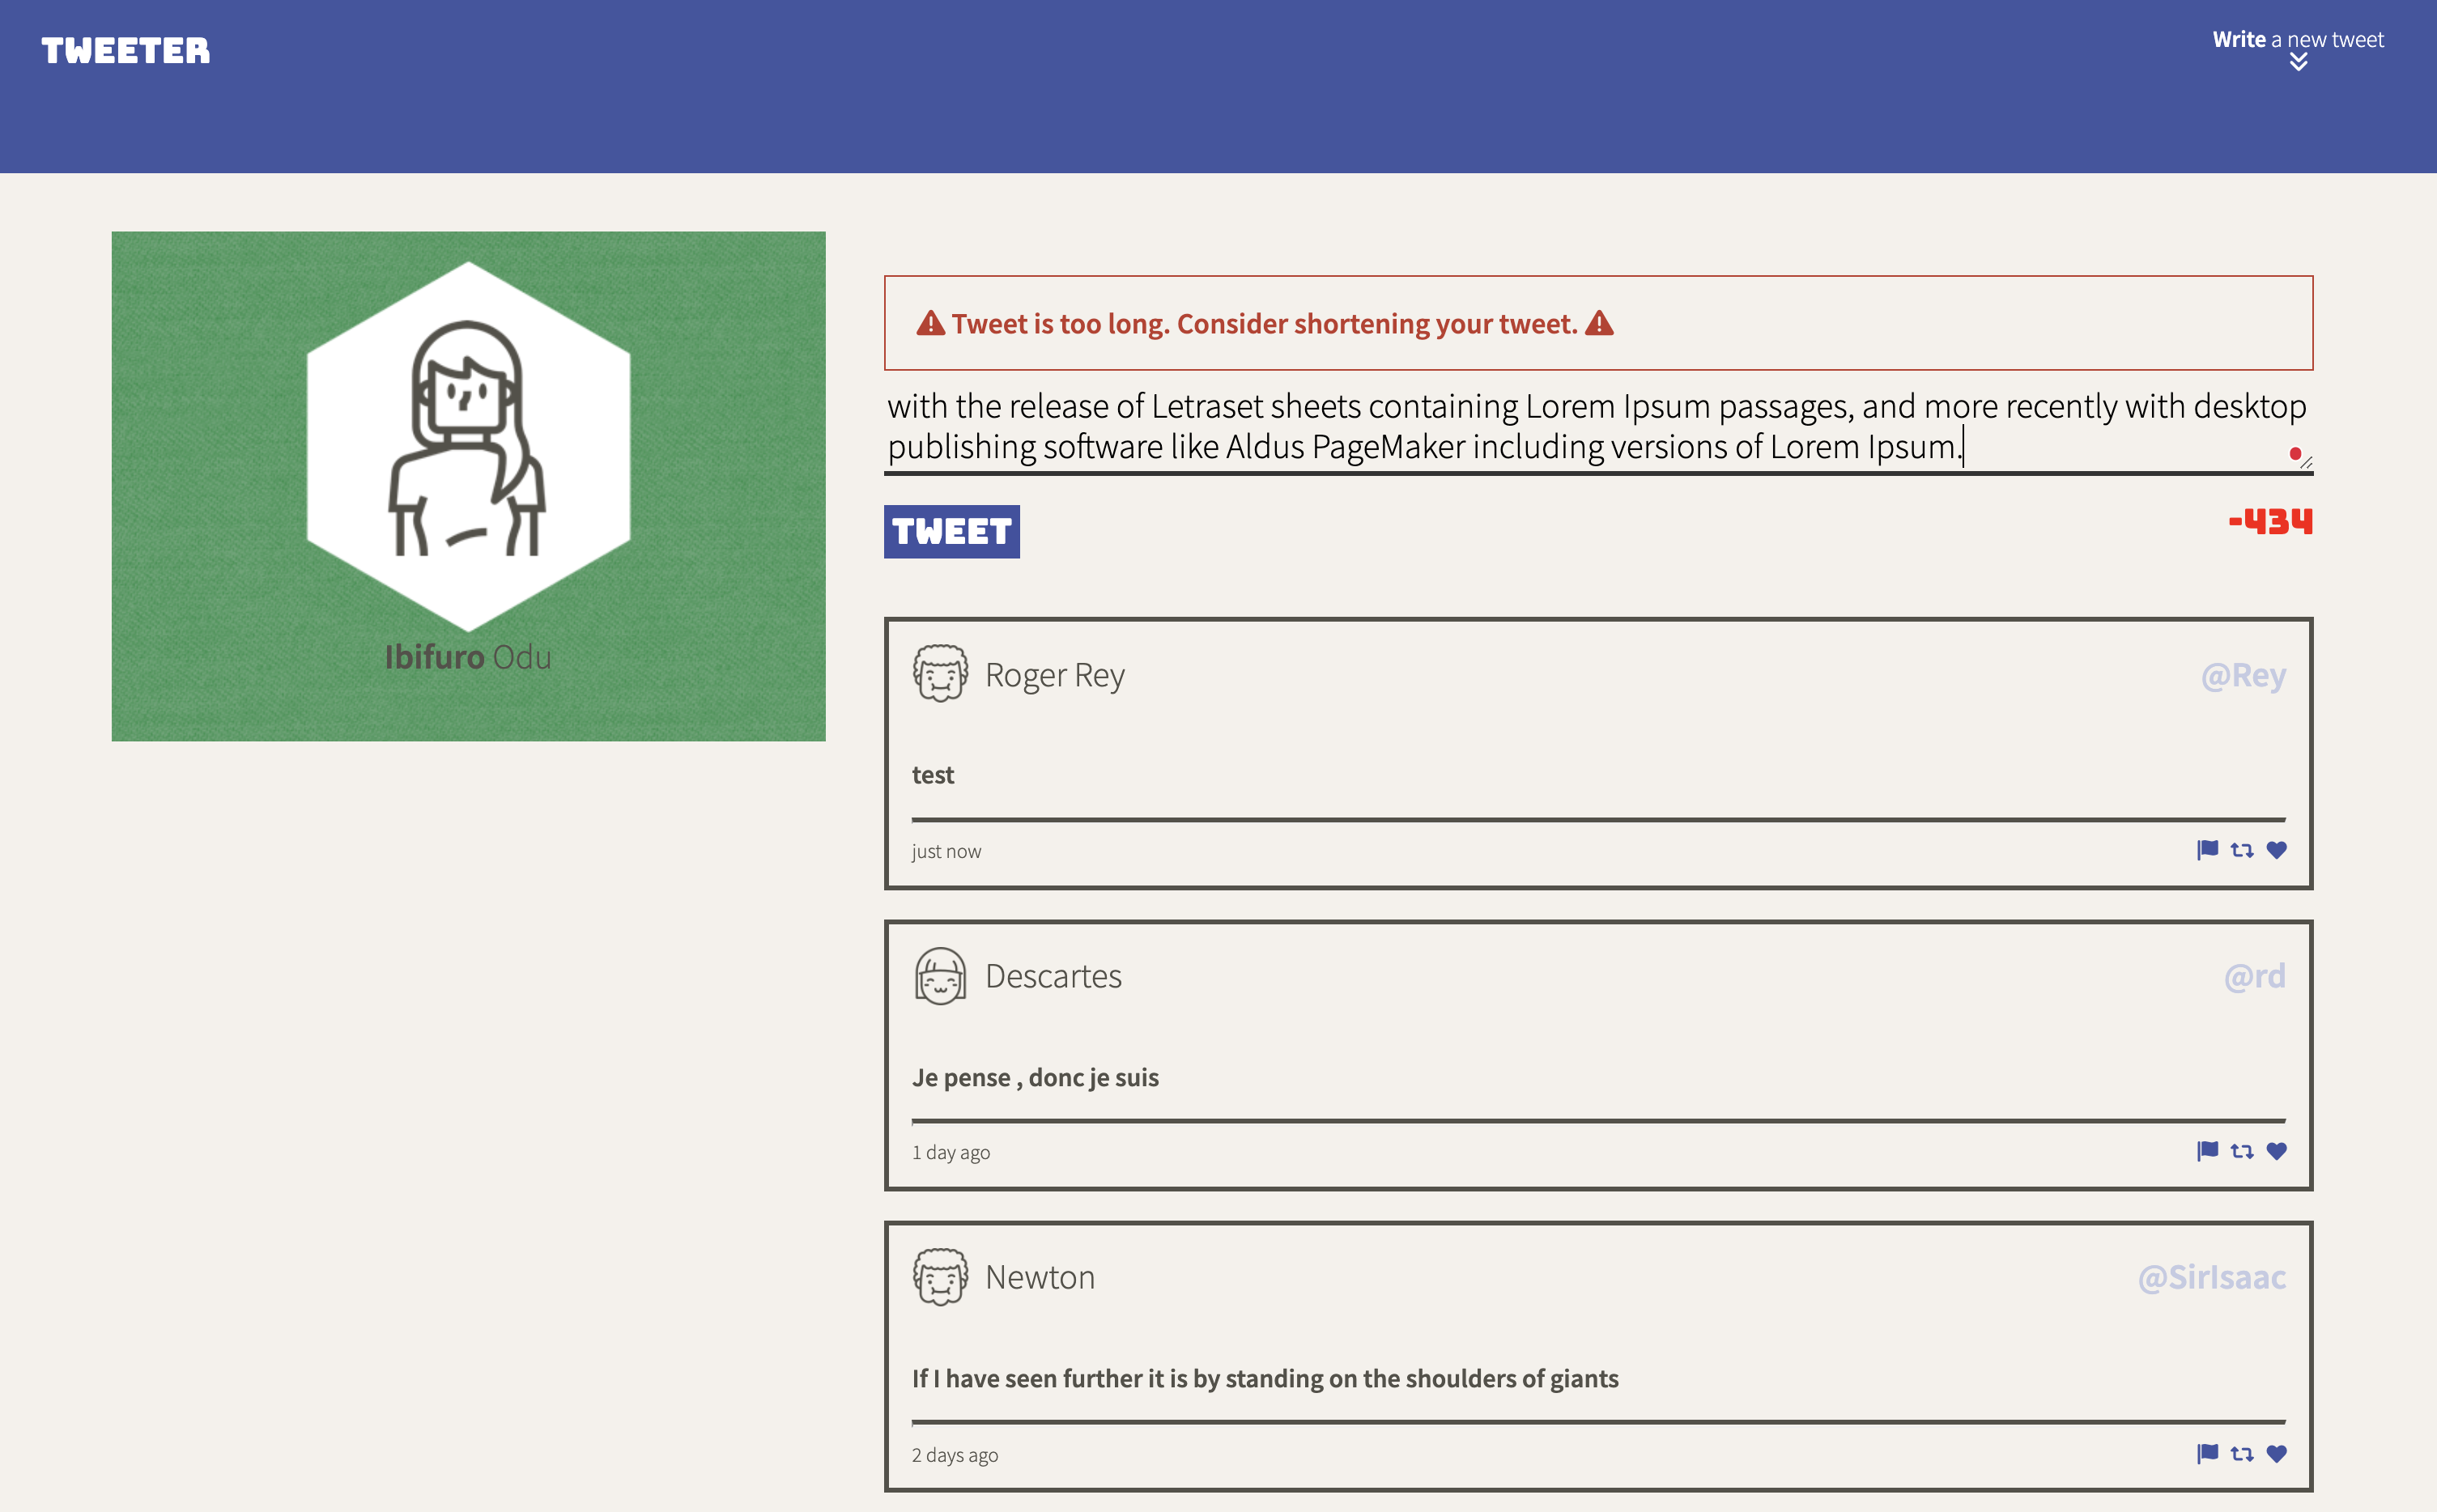 TWEETER
Write a new tweet
Ibifuro Odu
Tweet is too long. Consider shortening your tweet.
with the release of Letraset sheets containing Lorem Ipsum passages, and more recently with desktop
publishing software like Aldus PageMaker including versions of Lorem Ipsum.
TWEET
-434
Roger Rey
@Rey
test
just now
Descartes
@rd
Je pense , donc je suis
1 day ago
Newton
@SirIsaac
If I have seen further it is by standing on the shoulders of giants
2 days ago